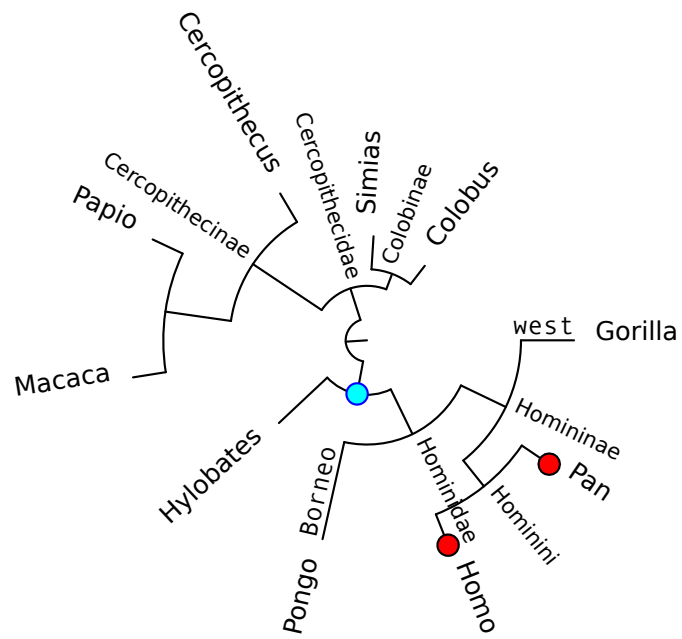 Cercopithecus
Cercopithecidae
Simias
Colobinae
Colobus
Cercopithecinae
Papio
west
Gorilla
Macaca
Homininae
Hylobates
Borneo
Hominidae
Pan
Hominini
Pongo
Homo